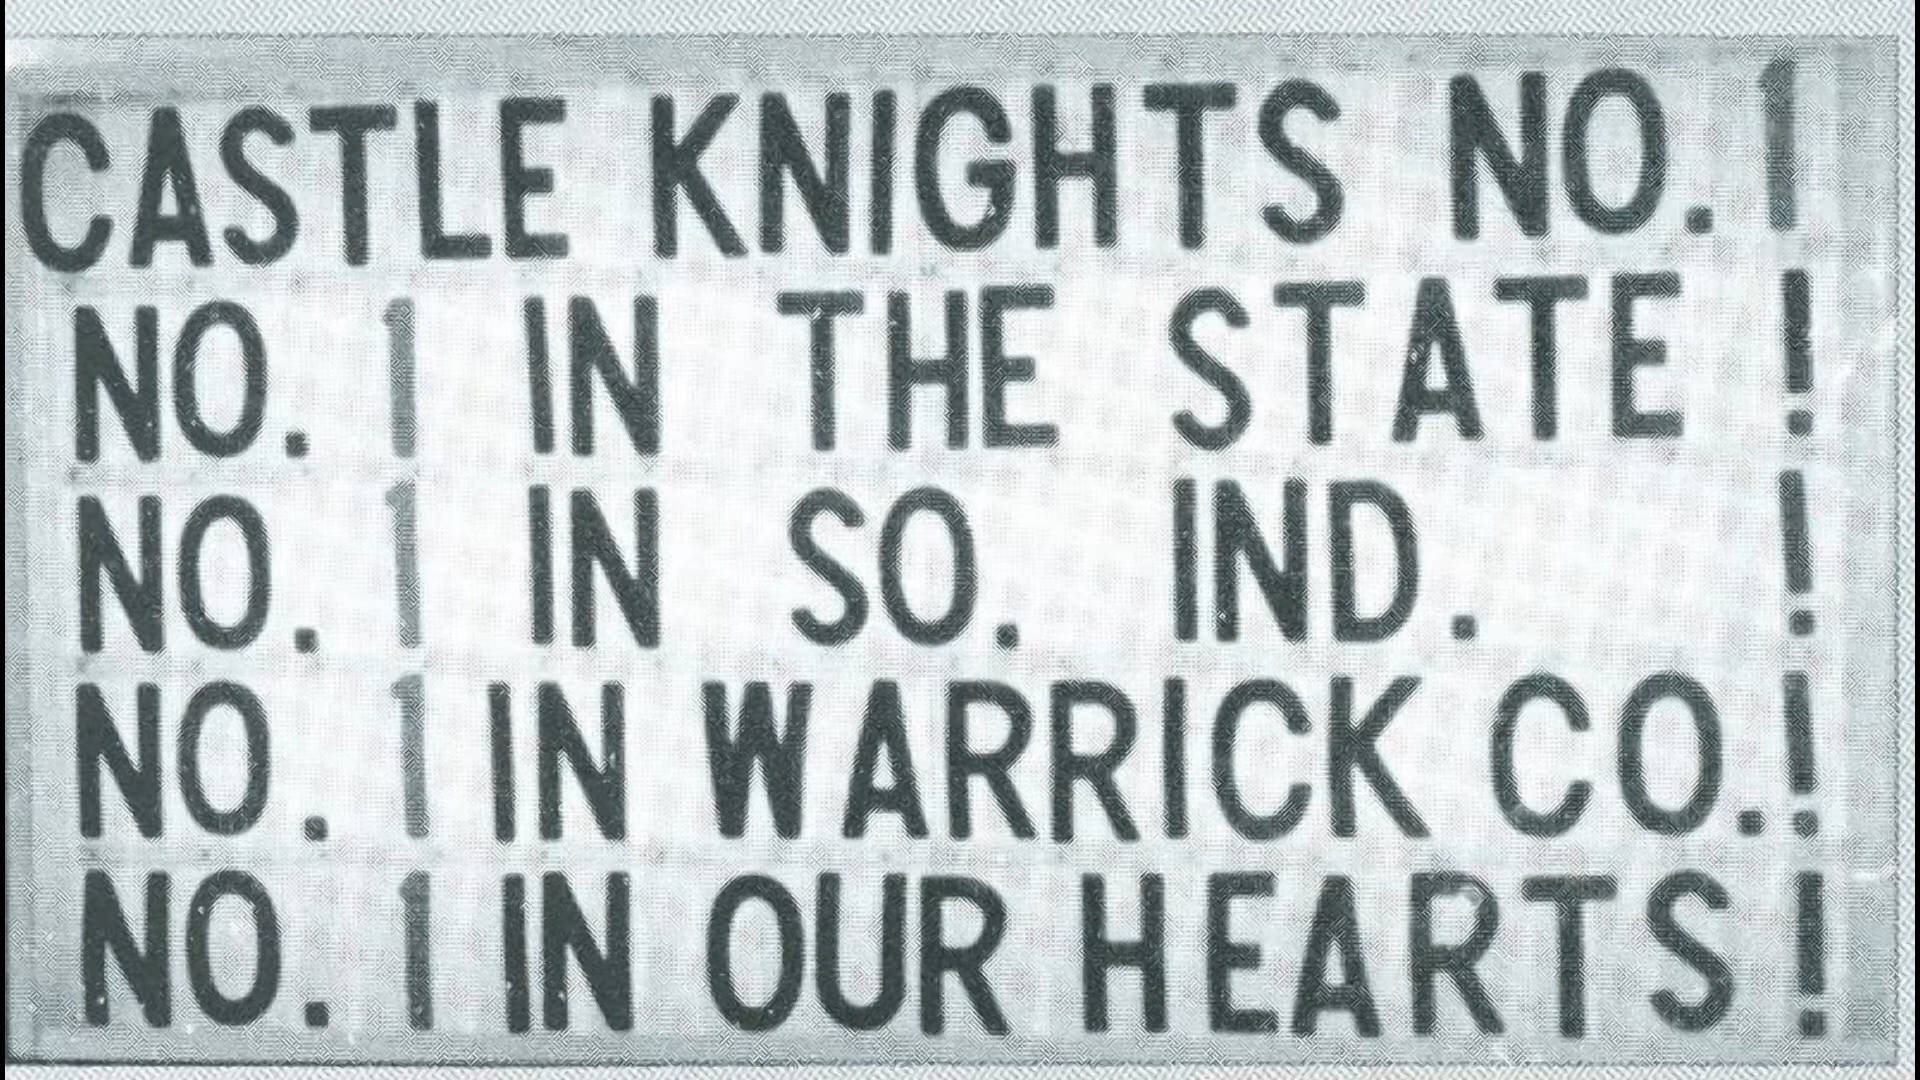 CASTLE KNIGHTS NO. 1
NO. 1 IN THE STATE !
NO. 1 IN SO. IND. !
NO. 1 IN WARRICK CO. !
NO. 1 IN OUR HEARTS !